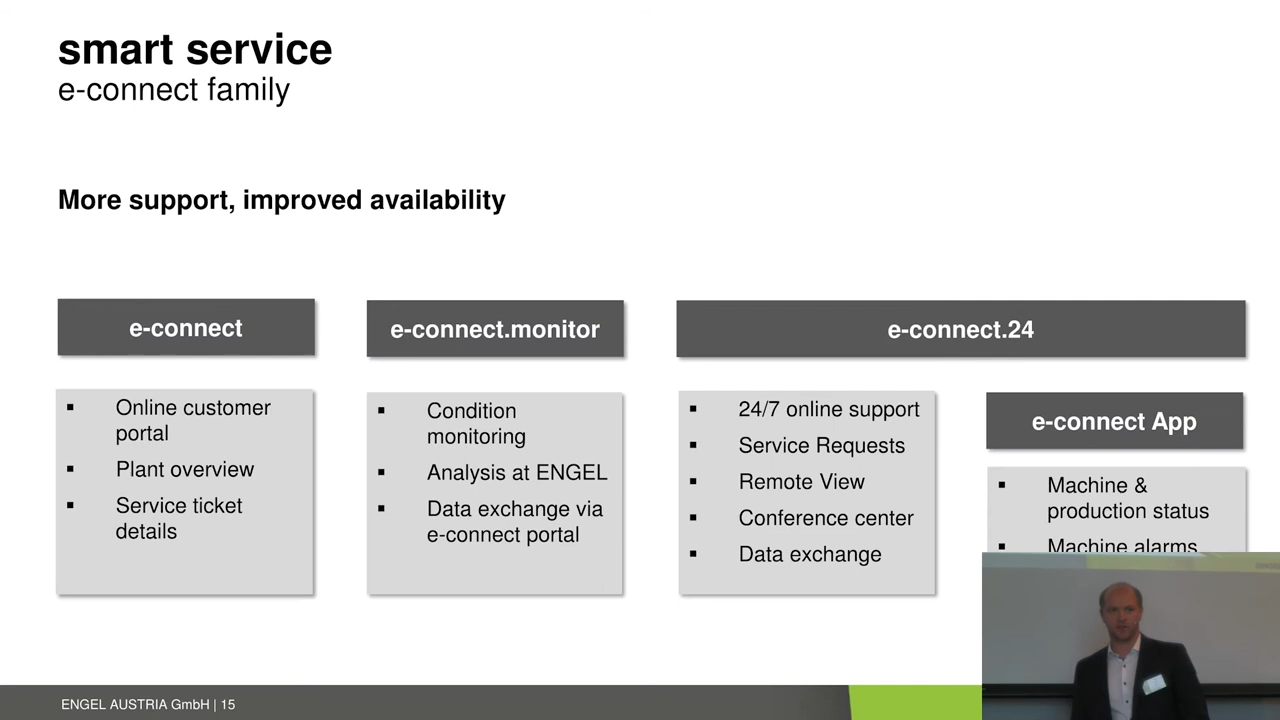 smart service
e-connect family
More support, improved availability
e-connect
▪ Online customer
portal
▪ Plant overview
▪ Service ticket
details
e-connect.monitor
▪ Condition
monitoring
▪ Analysis at ENGEL
▪ Data exchange via
e-connect portal
e-connect.24
▪ 24/7 online support
▪ Service Requests
▪ Remote View
▪ Conference center
▪ Data exchange
e-connect App
▪ Machine &
production status
▪ Machine alarms
ENGEL AUSTRIA GmbH | 15